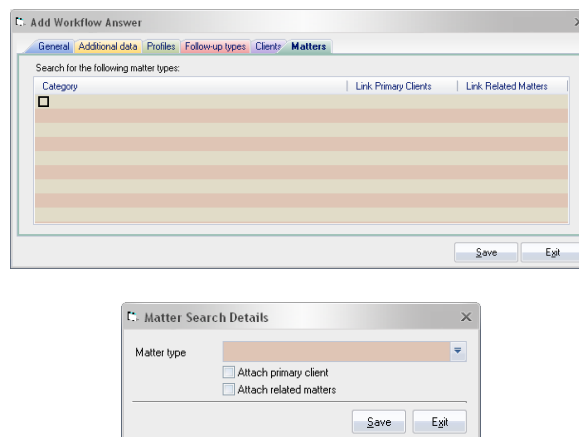 Add Workflow Answer
General Additional data Profiles Follow-up types Clients Matters
Search for the following matter types:
Category Link Primary Clients Link Related Matters
Save Exit
Matter Search Details
Matter type
Attach primary client
Attach related matters
Save Exit